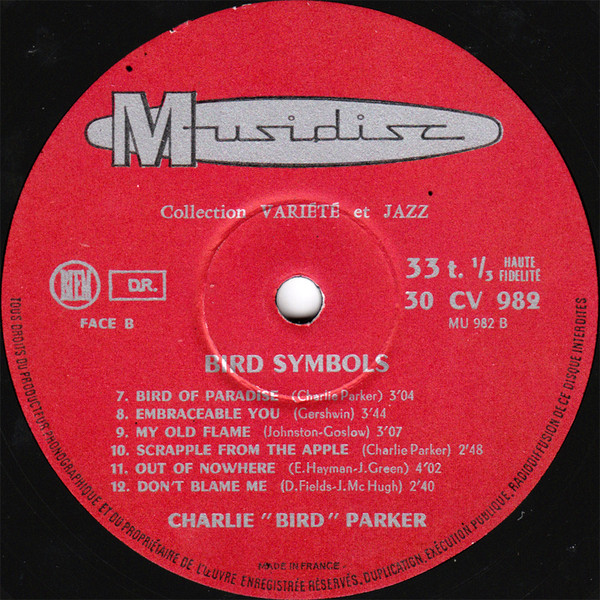 Musidisc
Collection VARIÉTÉ et JAZZ
BIEM
DR.
FACE B
33 t. 1/3 HAUTE FIDELITÉ
30 CV 982
MU 982 B
BIRD SYMBOLS
7. BIRD OF PARADISE (Charlie Parker) 3'04
8. EMBRACEABLE YOU (Gershwin) 3'44
9. MY OLD FLAME (Johnston-Goslow) 3'07
10. SCRAPPLE FROM THE APPLE (Charlie Parker) 2'48
11. OUT OF NOWHERE (E. Hayman-J. Green) 4'02
12. DON'T BLAME ME (D. Fields-J. Mc Hugh) 2'40
CHARLIE "BIRD" PARKER
MADE IN FRANCE
TOUS DROITS DU PRODUCTEUR PHONOGRAPHIQUE ET DU PROPRIÉTAIRE DE L'ŒUVRE ENREGISTRÉE RÉSERVÉS, DUPLICATION, EXÉCUTION PUBLIQUE, RADIODIFFUSION DE CE DISQUE INTERDITES